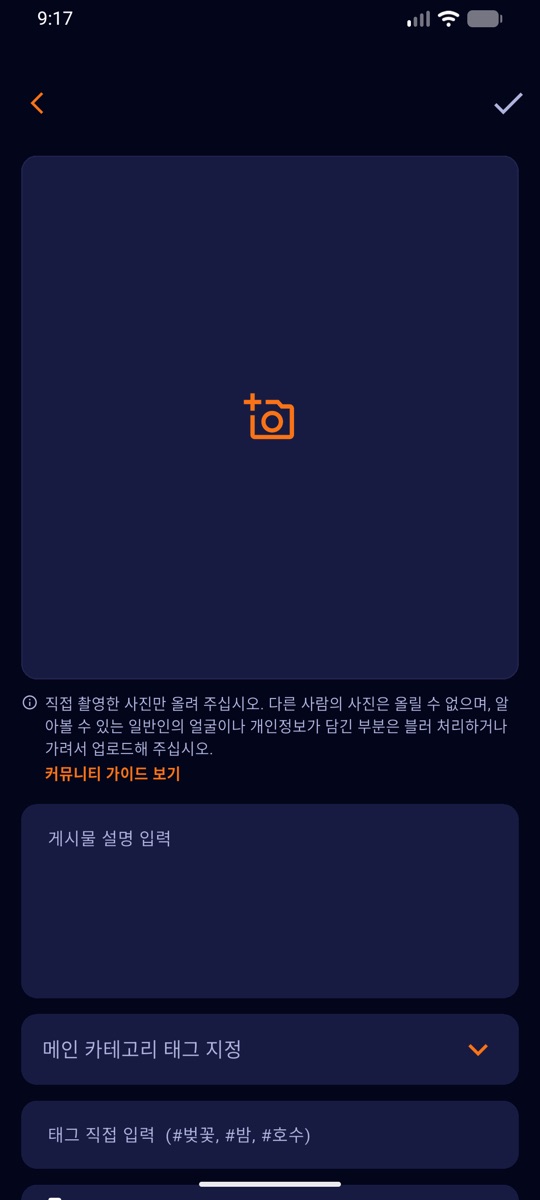 9:17
직접 촬영한 사진만 올려 주십시오. 다른 사람의 사진은 올릴 수 없으며, 알
아볼 수 있는 일반인의 얼굴이나 개인정보가 담긴 부분은 블러 처리하거나
가려서 업로드해 주십시오.
커뮤니티 가이드 보기
게시물 설명 입력
메인 카테고리 태그 지정
태그 직접 입력 (#벚꽃, #밤, #호수)